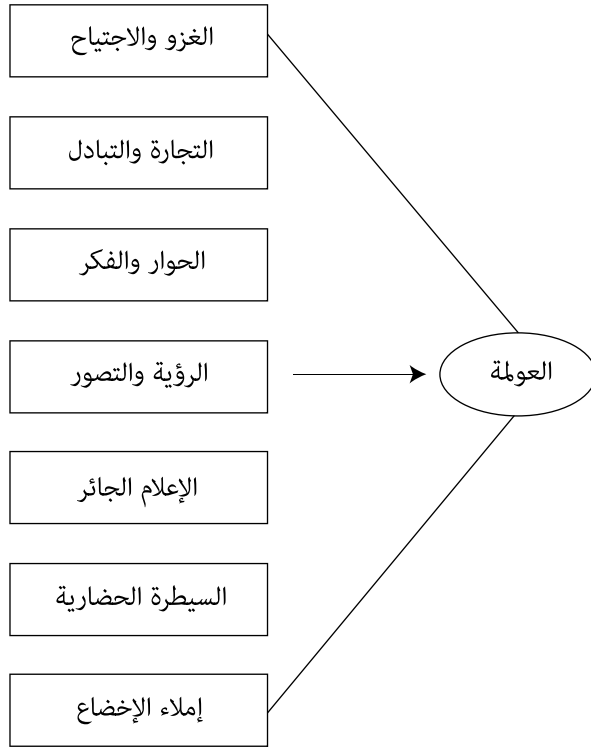 الغزو والاجتياح
التجارة والتبادل
الحوار والفكر
الرؤية والتصور
العولمة
الإعلام الجائر
السيطرة الحضارية
إملاء الإخضاع